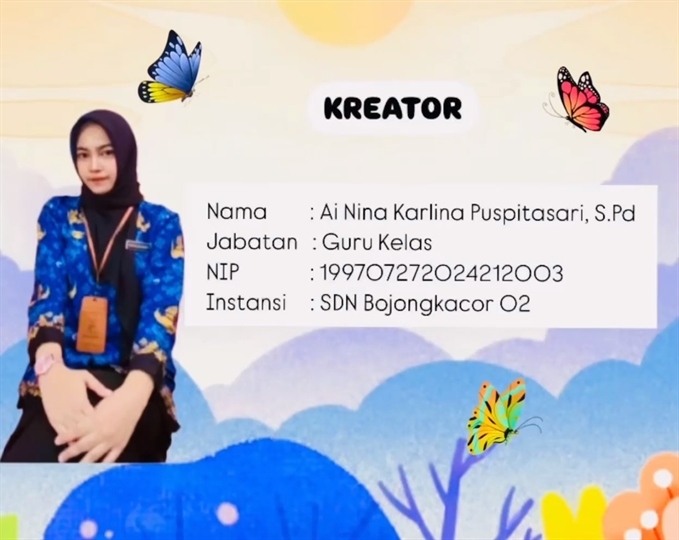 KREATOR
Nama : Ai Nina Karlina Puspitasari, S.Pd
Jabatan : Guru Kelas
NIP : 199707272024212003
Instansi : SDN Bojongkacor 02